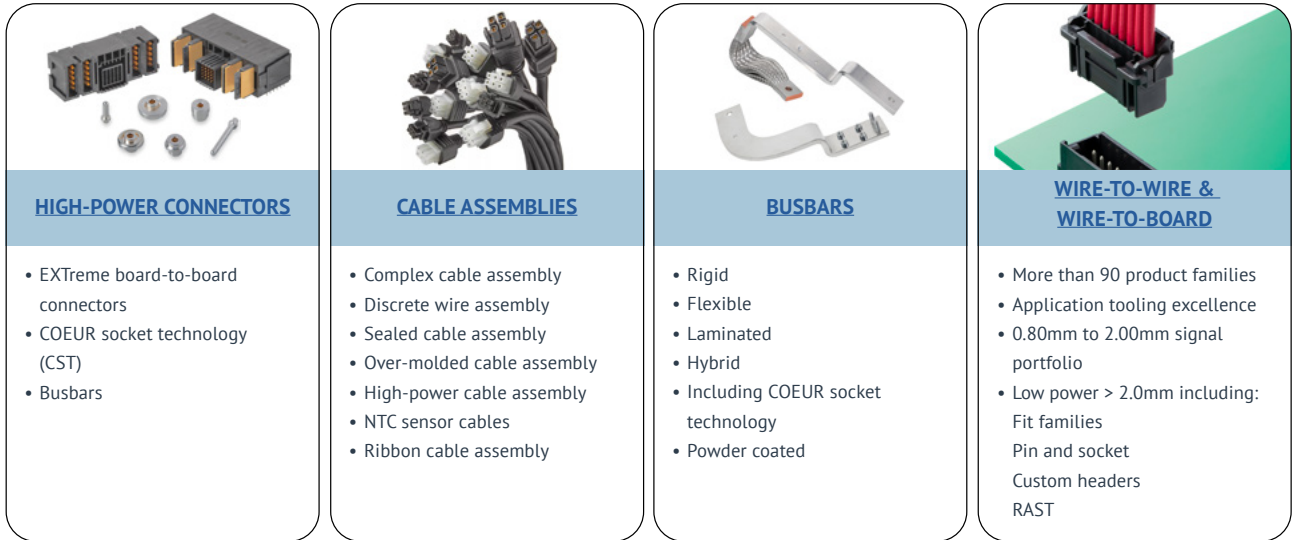 HIGH-POWER CONNECTORS
• EXTreme board-to-board
connectors
• COEUR socket technology
(CST)
• Busbars
CABLE ASSEMBLIES
• Complex cable assembly
• Discrete wire assembly
• Sealed cable assembly
• Over-molded cable assembly
• High-power cable assembly
• NTC sensor cables
• Ribbon cable assembly
BUSBARS
• Rigid
• Flexible
• Laminated
• Hybrid
• Including COEUR socket
technology
• Powder coated
WIRE-TO-WIRE &
WIRE-TO-BOARD
• More than 90 product families
• Application tooling excellence
• 0.80mm to 2.00mm signal
portfolio
• Low power > 2.0mm including:
Fit families
Pin and socket
Custom headers
RAST